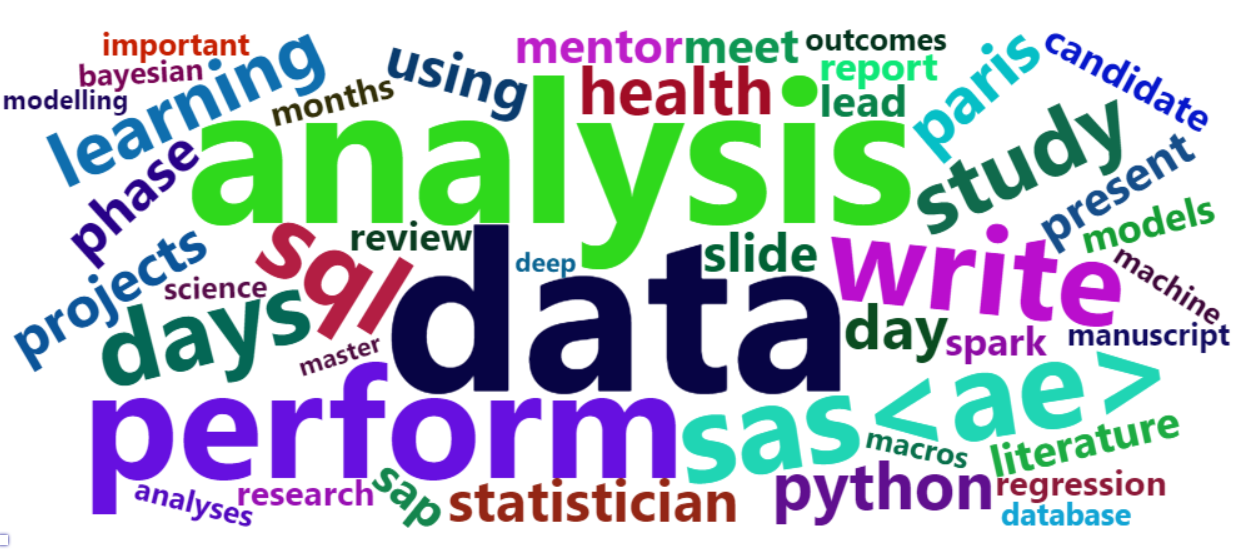 important
mentor
meet
outcomes
candidate
bayesian
learning
using
health
report
paris
modelling
months
lead
analysis
phase
study
present
projects
sql
review
data
deep
slide
write
models
science
machine
days
master
day
spark
manuscript
perform
sas
<ae>
macros
literature
analyses
research
sap
statistician
python
regression
database